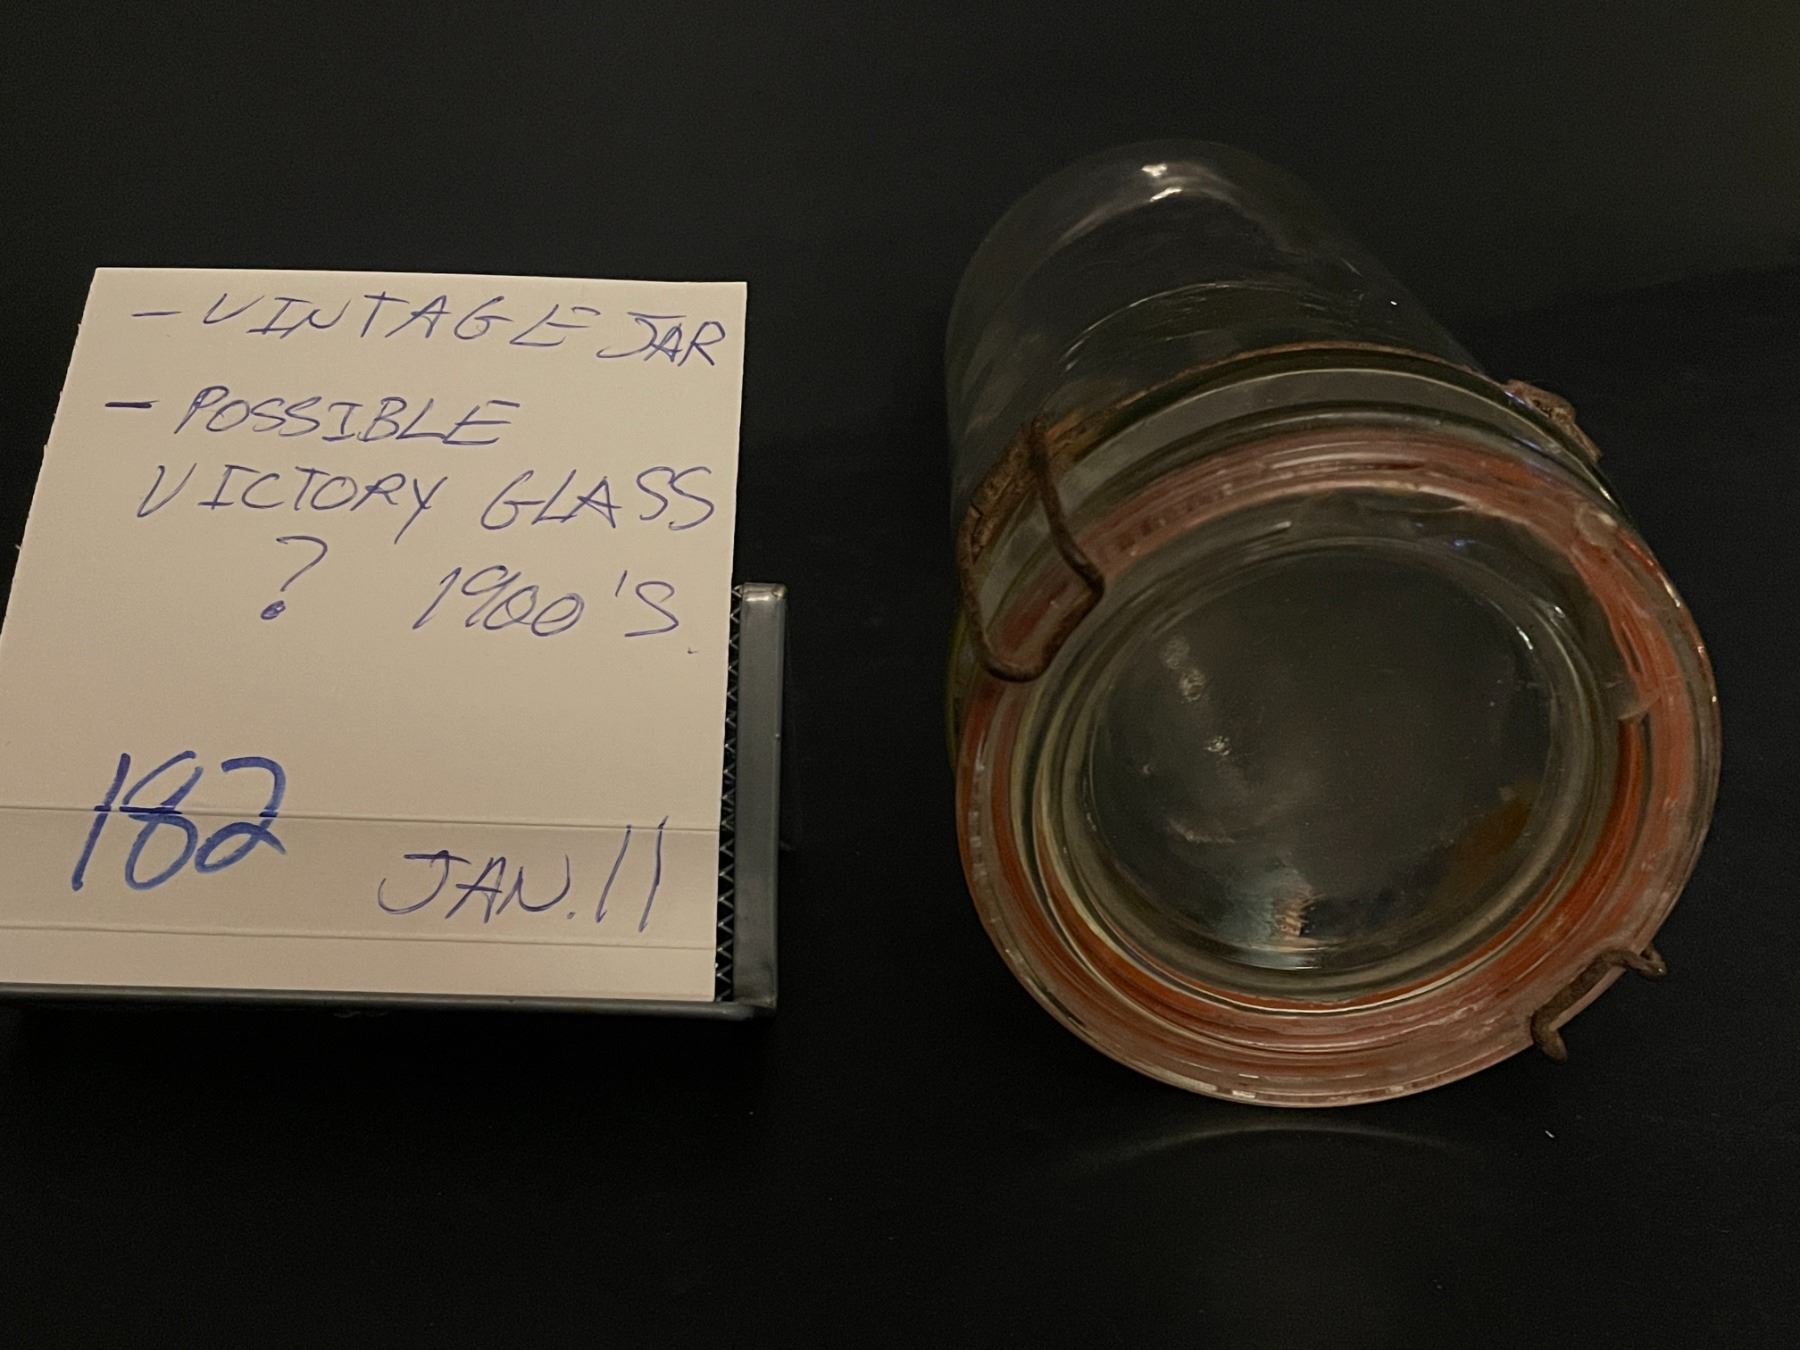 - VINTAGE JAR
- POSSIBLE
VICTORY GLASS
? 1900'S.
182
JAN. 11